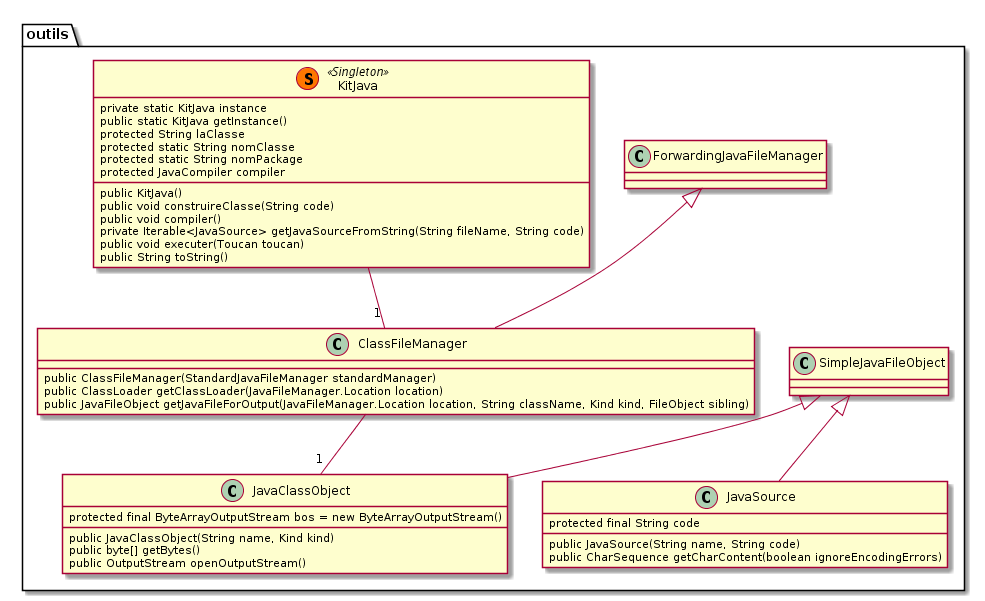 outils
S
«Singleton»
KitJava
private static KitJava instance
public static KitJava getInstance()
protected String laClasse
protected static String nomClasse
protected static String nomPackage
protected JavaCompiler compiler
public KitJava()
public void construireClasse(String code)
public void compiler()
private Iterable<JavaSource> getJavaSourceFromString(String fileName, String code)
public void executer(Toucan toucan)
public String toString()
C ForwardingJavaFileManager
1
C ClassFileManager
public ClassFileManager(StandardJavaFileManager standardManager)
public ClassLoader getClassLoader(JavaFileManager.Location location)
public JavaFileObject getJavaFileForOutput(JavaFileManager.Location location, String className, Kind kind, FileObject sibling)
C SimpleJavaFileObject
1
C JavaClassObject
protected final ByteArrayOutputStream bos = new ByteArrayOutputStream()
public JavaClassObject(String name, Kind kind)
public byte[] getBytes()
public OutputStream openOutputStream()
C JavaSource
protected final String code
public JavaSource(String name, String code)
public CharSequence getCharContent(boolean ignoreEncodingErrors)